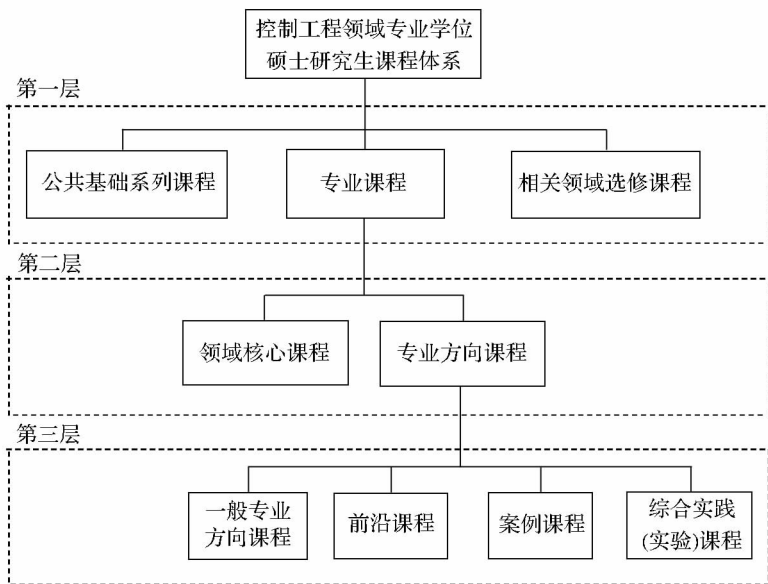 控制工程领域专业学位
硕士研究生课程体系
第一层
公共基础系列课程
专业课程
相关领域选修课程
第二层
领域核心课程
专业方向课程
第三层
一般专业
方向课程
前沿课程
案例课程
综合实践
(实验)课程